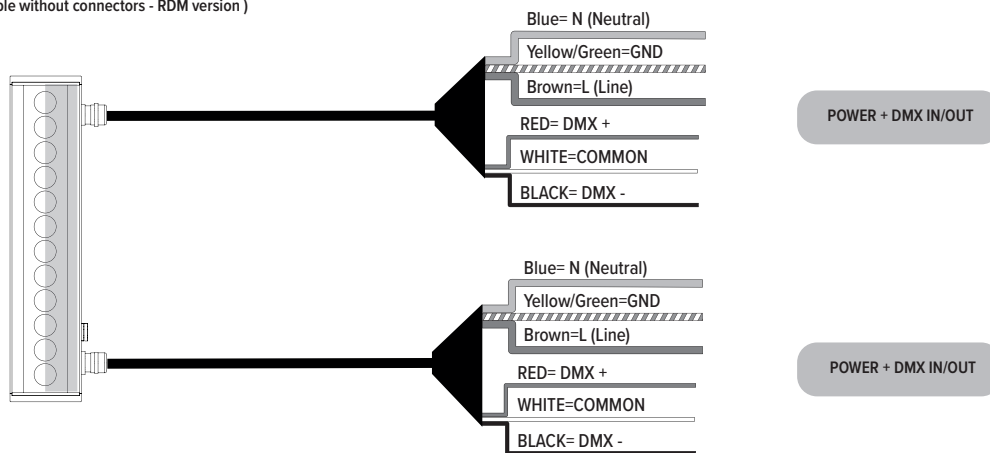 ble without connectors - RDM version )
Blue= N (Neutral)
Yellow/Green=GND
Brown=L (Line)
RED= DMX +
WHITE=COMMON
BLACK= DMX -
POWER + DMX IN/OUT
Blue= N (Neutral)
Yellow/Green=GND
Brown=L (Line)
RED= DMX +
WHITE=COMMON
BLACK= DMX -
POWER + DMX IN/OUT